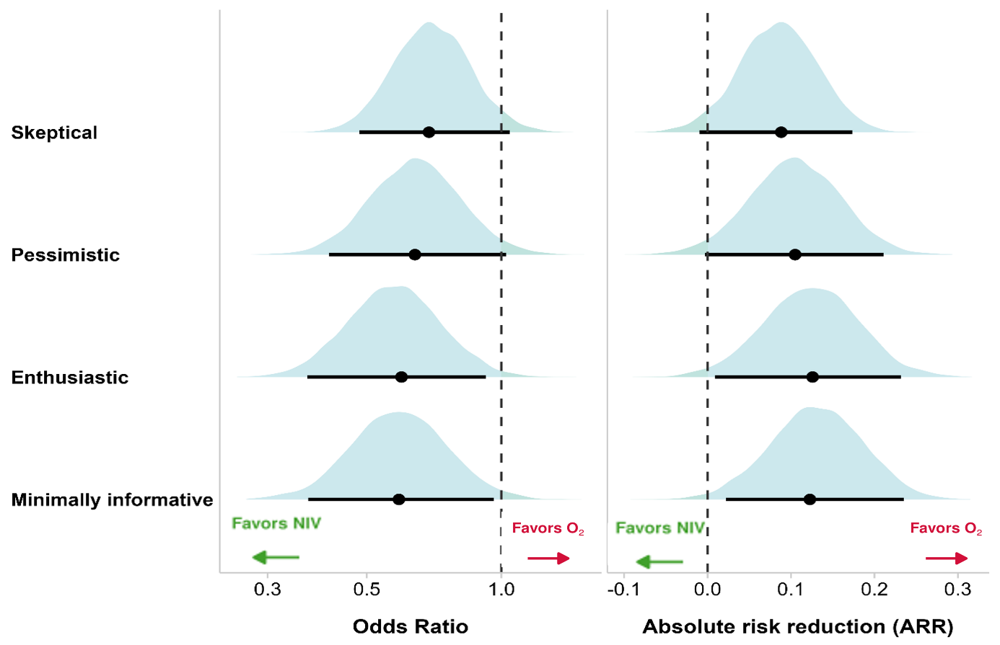 Skeptical
Pessimistic
Enthusiastic
Minimally informative
Favors NIV
Favors O₂
Favors NIV
Favors O₂
0.3 0.5 1.0
-0.1 0.0 0.1 0.2 0.3
Odds Ratio
Absolute risk reduction (ARR)